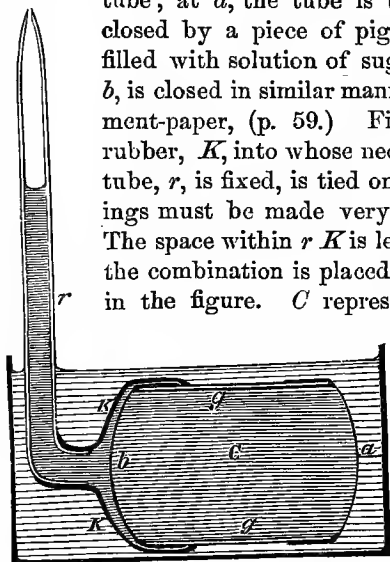 tube, at a, the tube is
closed by a piece of pig
filled with solution of sug
b, is closed in similar mann
ment-paper, (p. 59.) Fi
rubber, K, into whose nec
tube, r, is fixed, is tied on
ings must be made very
The space within r K is le
the combination is placed
in the figure. C repres
r
K
g
b
C
a
K
g